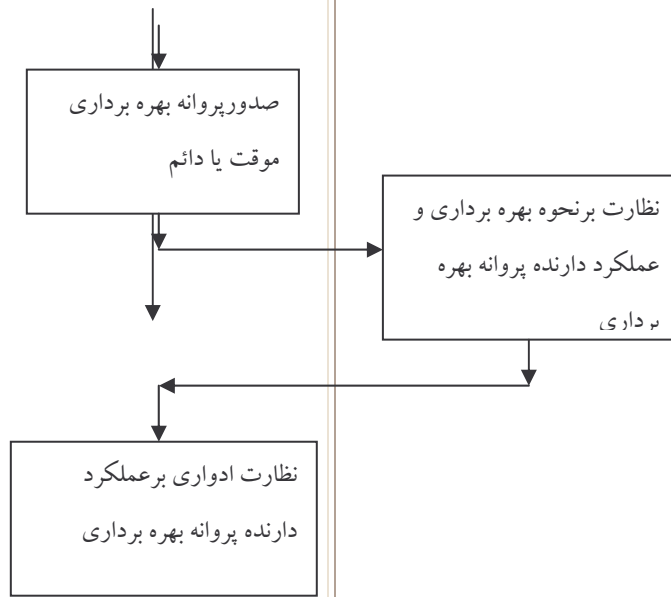 صدورپروانه بهره برداری
موقت یا دائم
نظارت برنحوه بهره برداری و
عملکرد دارنده پروانه بهره
برداری
نظارت ادواری برعملکرد
دارنده پروانه بهره برداری